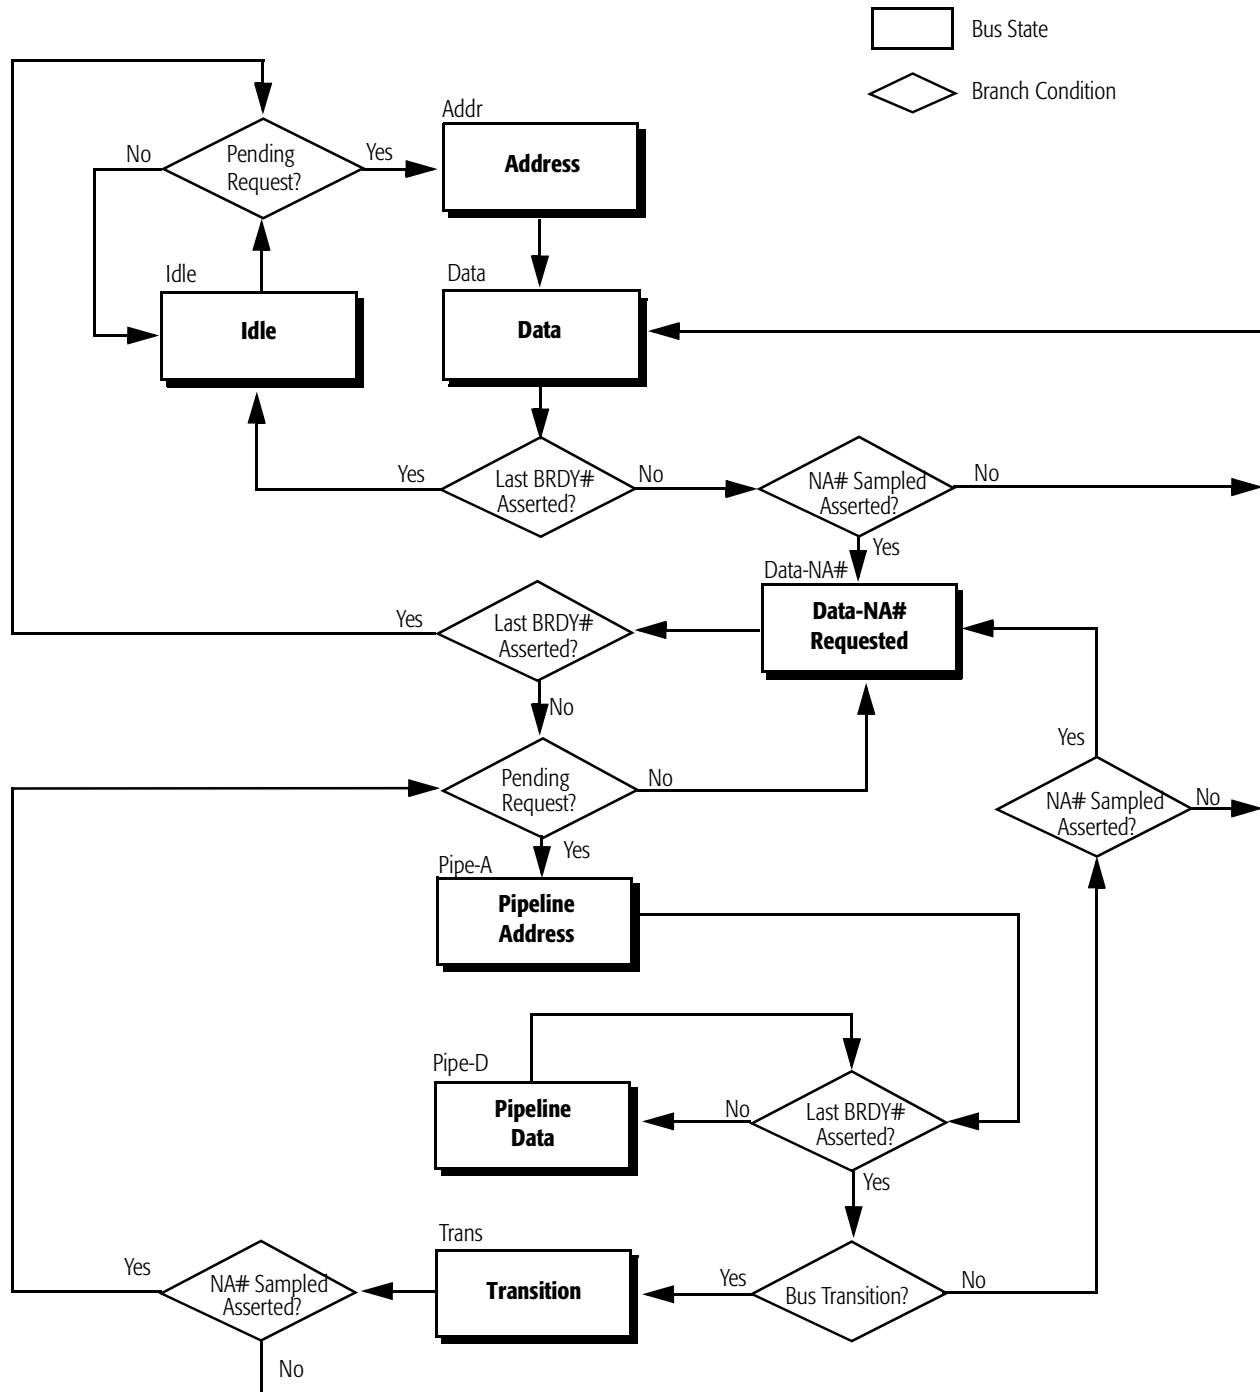 Bus State
Branch Condition
Addr
No
Pending
Request?
Yes
Address
Idle
Data
Idle
Data
Yes
Last BRDY#
Asserted?
No
NA# Sampled
Asserted?
No
Yes
Data-NA#
Yes
Last BRDY#
Asserted?
Data-NA#
Requested
No
Yes
Pending
Request?
No
NA# Sampled
Asserted?
No
Yes
Pipe-A
Pipeline
Address
Pipe-D
Pipeline
Data
No
Last BRDY#
Asserted?
Yes
Trans
Yes
NA# Sampled
Asserted?
Transition
Yes
Bus Transition?
No
No